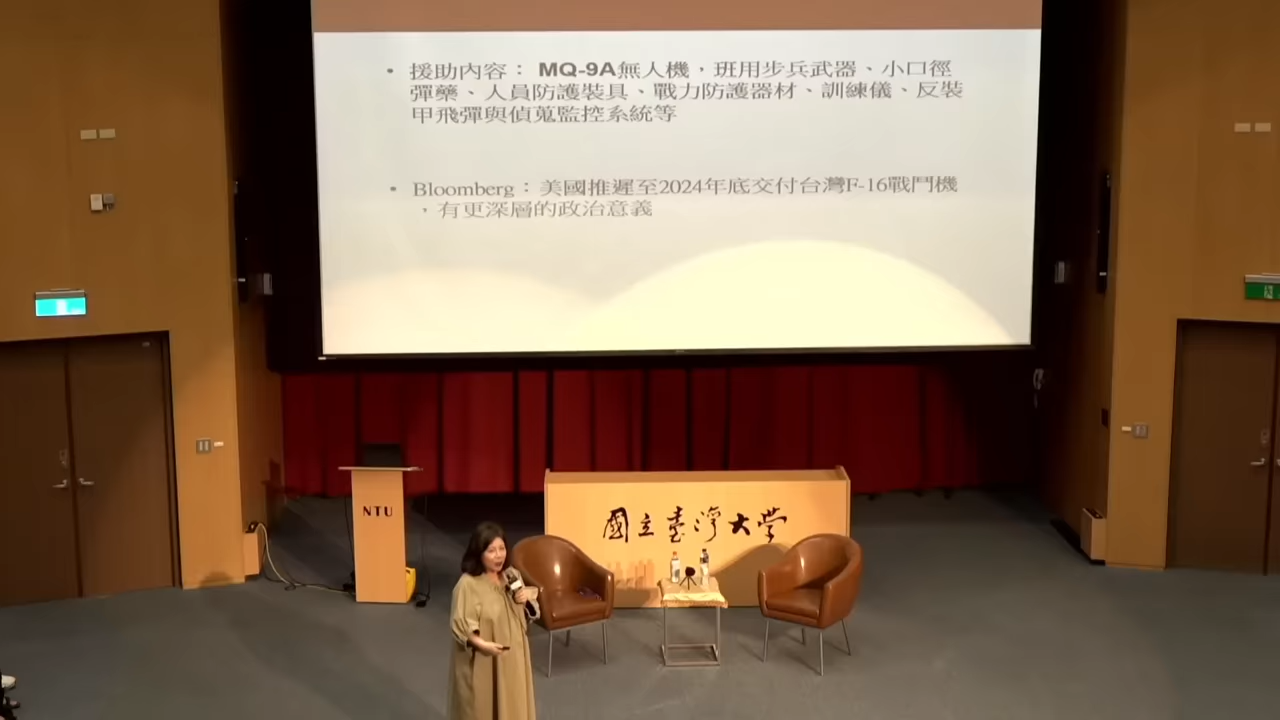 • 援助內容： MQ-9A無人機，班用步兵武器、小口徑
彈藥、人員防護裝具、戰力防護器材、訓練儀、反裝
甲飛彈與偵蒐監控系統等
• Bloomberg：美國推遲至2024年底交付台灣F-16戰鬥機
，有更深層的政治意義
NTU
國立臺灣大学